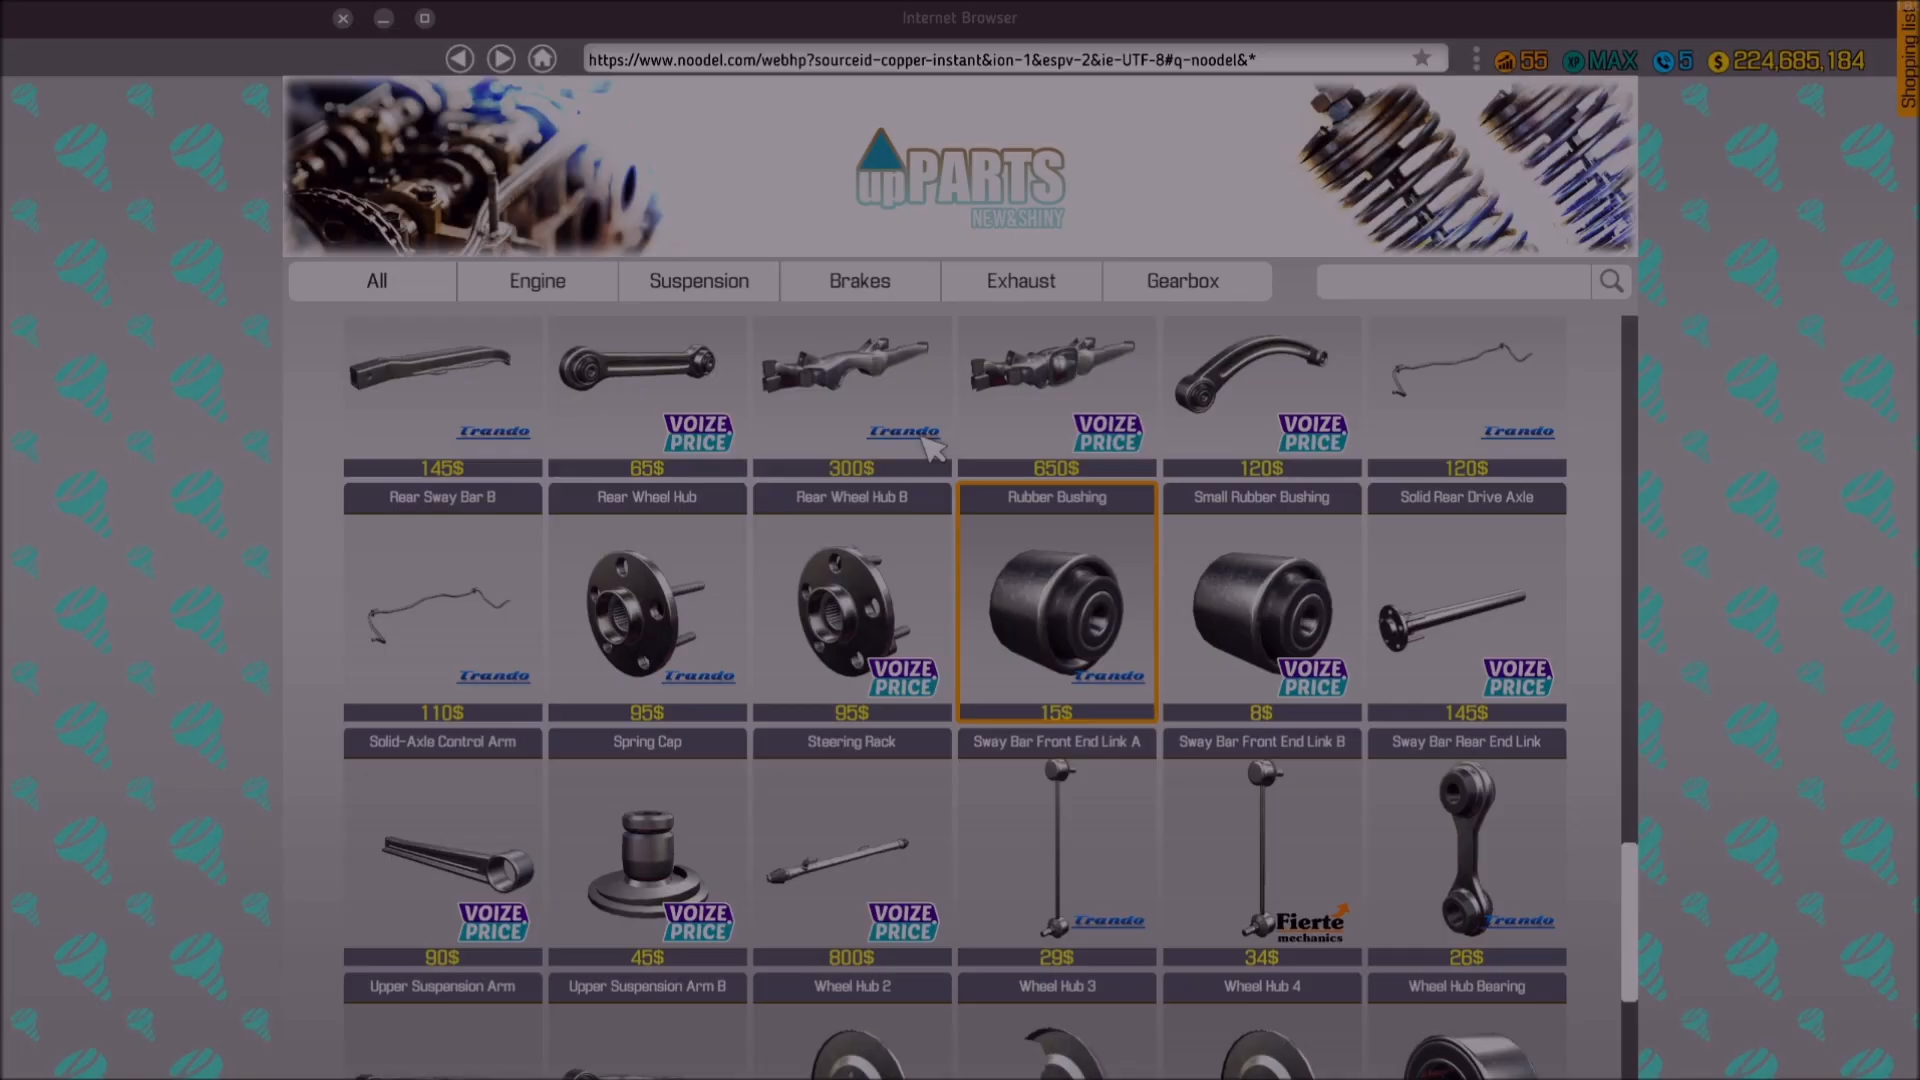 Internet Browser
https://www.noodel.com/webhp?sourceid-copper-instant&ion-1&espv-2&ie-UTF-8#q-noodel&*
55 XP MAX 5 $ 224,685,184
Shopping list
upPARTS
NEW&SHINY
All Engine Suspension Brakes Exhaust Gearbox
Trando VOIZE PRICE Trando VOIZE PRICE VOIZE PRICE Trando
145$ 65$ 300$ 650$ 120$ 120$
Rear Sway Bar B Rear Wheel Hub Rear Wheel Hub B Rubber Bushing Small Rubber Bushing Solid Rear Drive Axle
Trando Trando VOIZE PRICE Trando VOIZE PRICE VOIZE PRICE
110$ 95$ 95$ 15$ 8$ 145$
Solid-Axle Control Arm Spring Cap Steering Rack Sway Bar Front End Link A Sway Bar Front End Link B Sway Bar Rear End Link
VOIZE PRICE VOIZE PRICE VOIZE PRICE Trando Fierte mechanics Trando
90$ 45$ 800$ 29$ 34$ 26$
Upper Suspension Arm Upper Suspension Arm B Wheel Hub 2 Wheel Hub 3 Wheel Hub 4 Wheel Hub Bearing